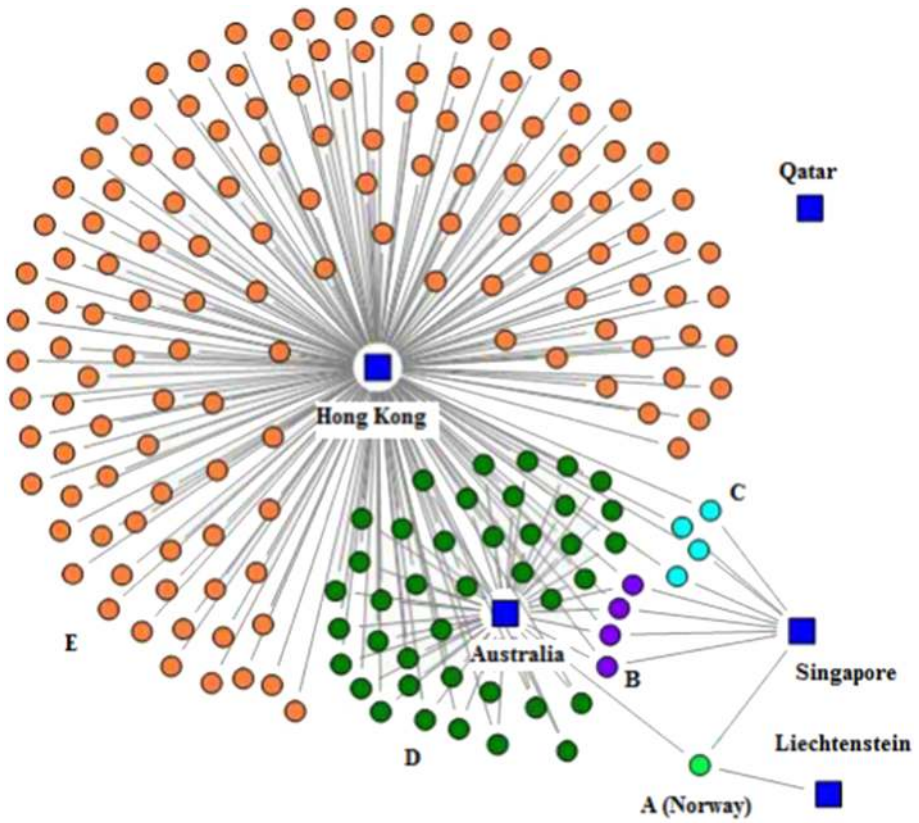 Qatar
Hong Kong
C
E
Australia
B
Singapore
D
Liechtenstein
A (Norway)